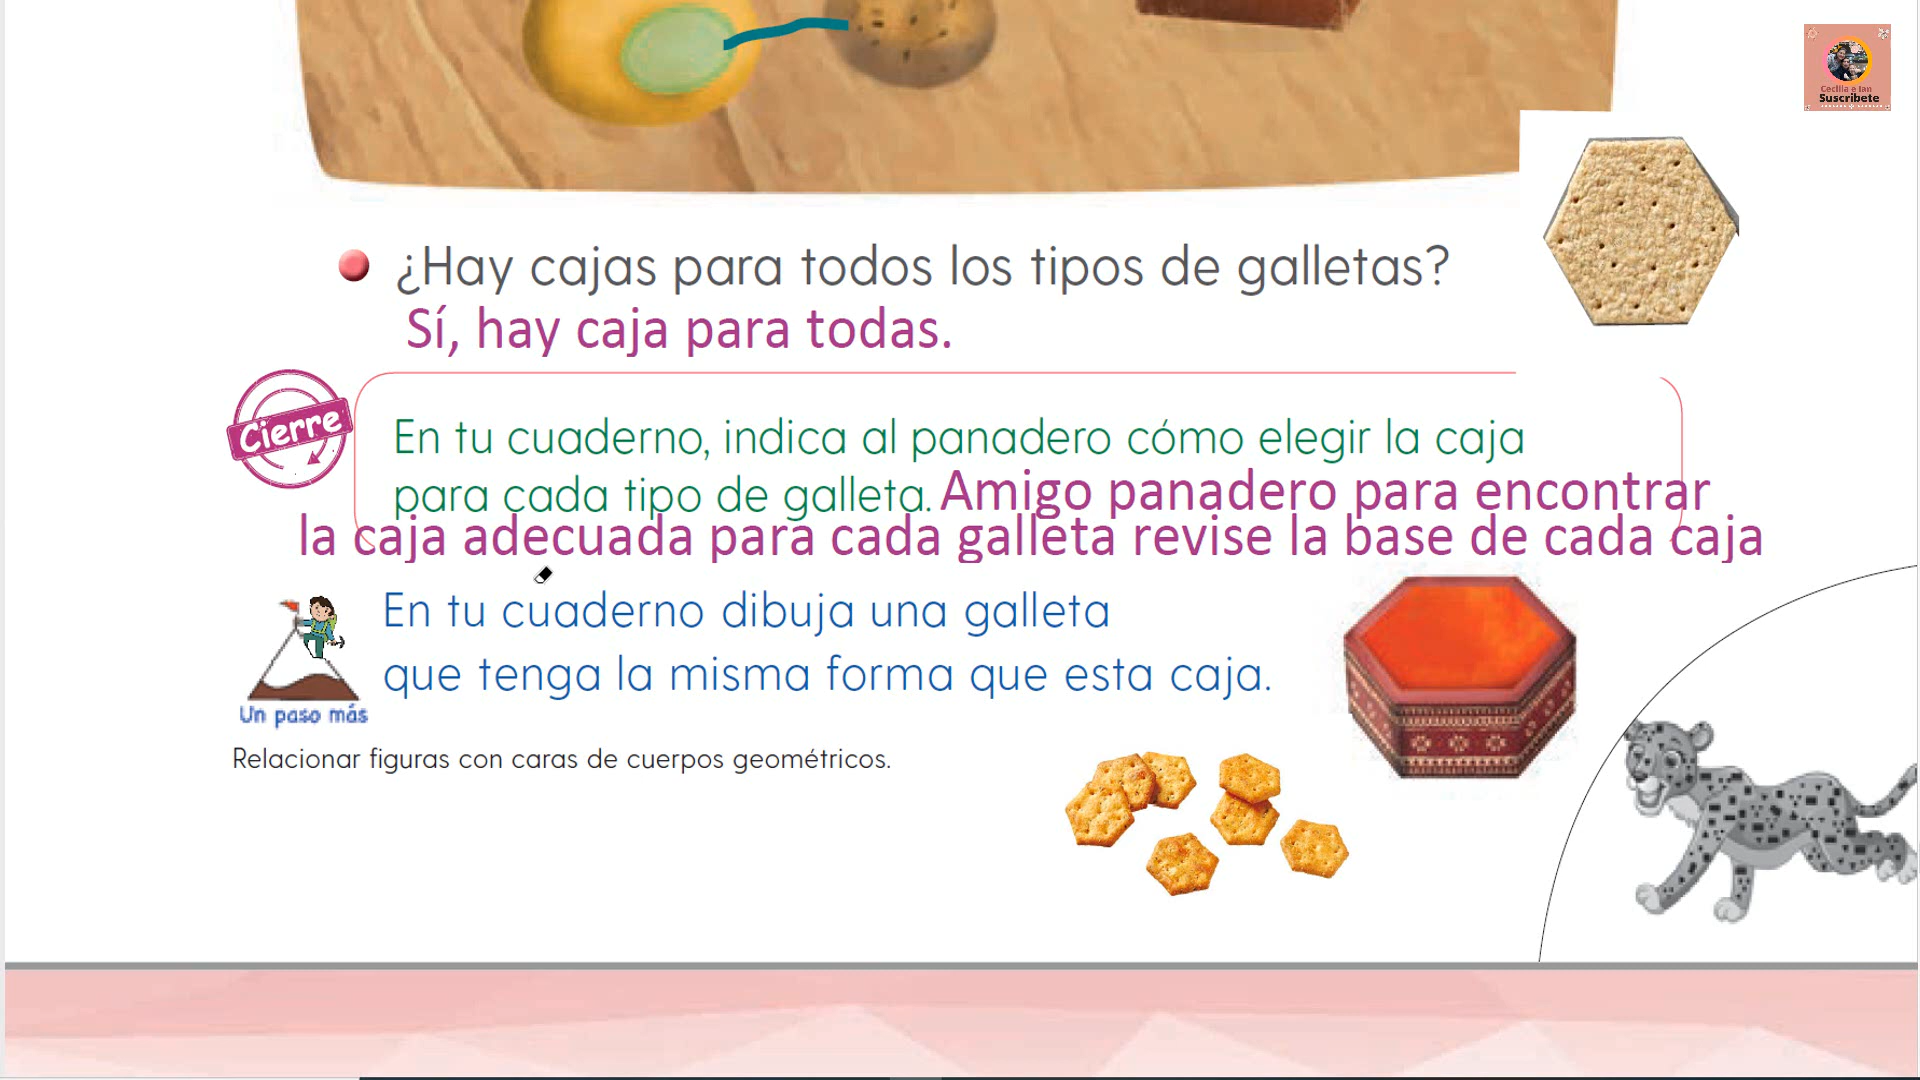 Cecilia e Ian
Suscribete
¿Hay cajas para todos los tipos de galletas?
Sí, hay caja para todas.
Cierre
En tu cuaderno, indica al panadero cómo elegir la caja
para cada tipo de galleta. Amigo panadero para encontrar
la caja adecuada para cada galleta revise la base de cada caja
En tu cuaderno dibuja una galleta
que tenga la misma forma que esta caja.
Un paso más
Relacionar figuras con caras de cuerpos geométricos.